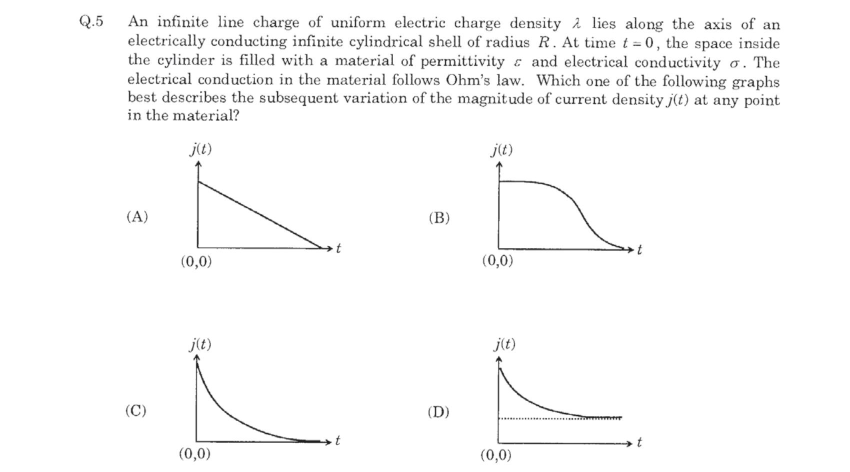 Q.5 An infinite line charge of uniform electric charge density λ lies along the axis of an
electrically conducting infinite cylindrical shell of radius R. At time t = 0, the space inside
the cylinder is filled with a material of permittivity ε and electrical conductivity σ. The
electrical conduction in the material follows Ohm's law. Which one of the following graphs
best describes the subsequent variation of the magnitude of current density j(t) at any point
in the material?
j(t) j(t)
(A) (B)
t t
(0,0) (0,0)
j(t) j(t)
(C) (D)
t t
(0,0) (0,0)